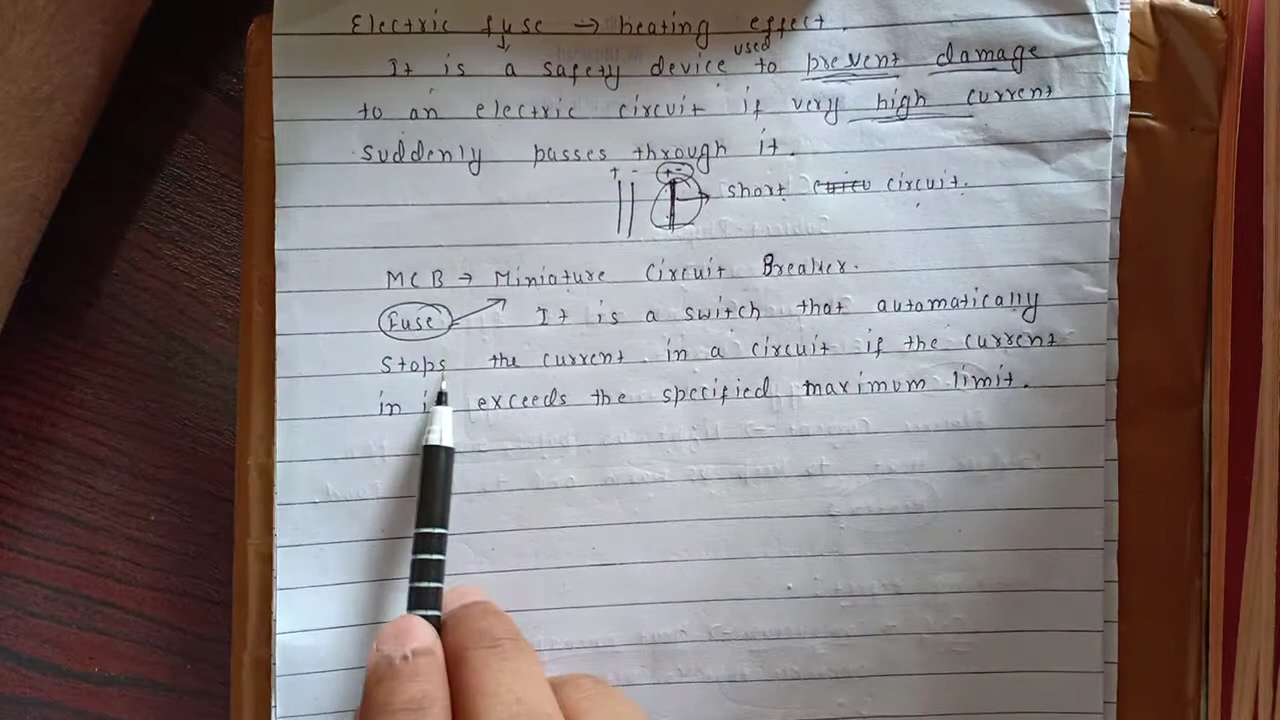 Electric fuse → heating effect.
It is a safety device used to prevent damage
to an electric circuit if very high current
suddenly passes through it.
+ - + -
short circuit.
MCB → Miniature Circuit Breaker.
Fuse It is a switch that automatically
stops the current in a circuit if the current
in exceeds the specified maximum limit.